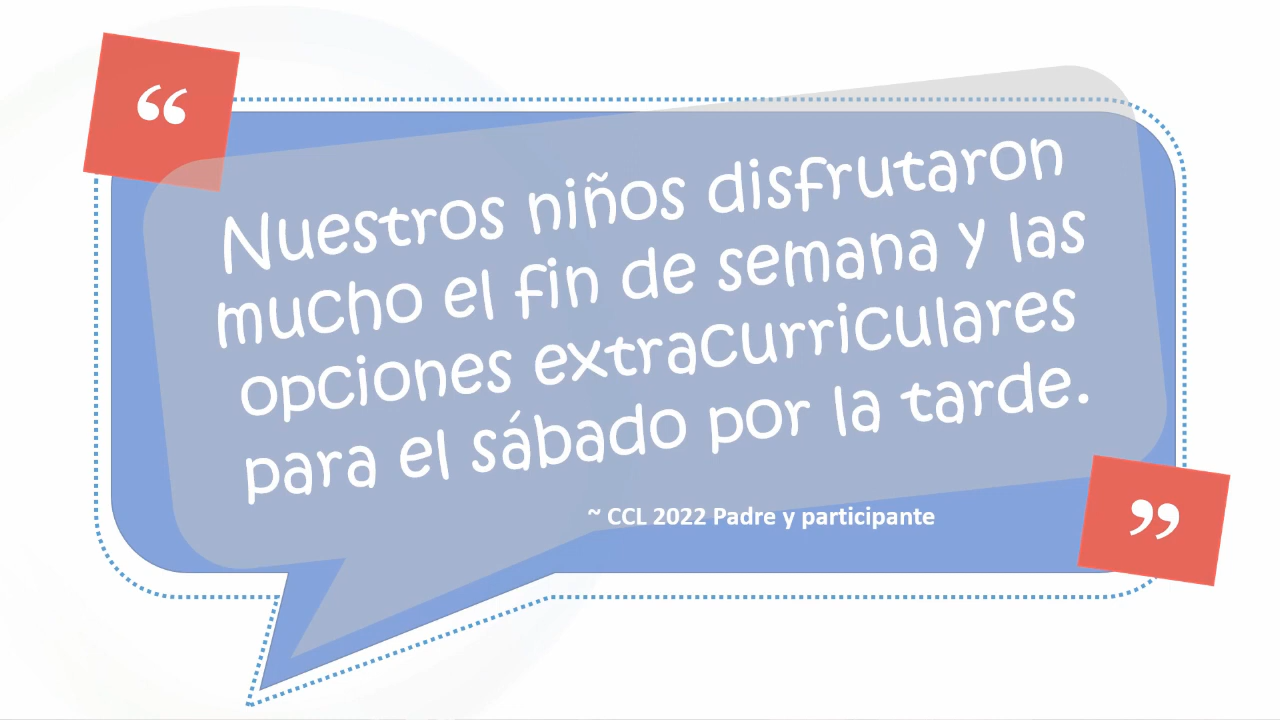 “
Nuestros niños disfrutaron
mucho el fin de semana y las
opciones extracurriculares
para el sábado por la tarde.
~ CCL 2022 Padre y participante
”